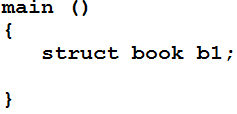 main ()
{
struct book b1;
}